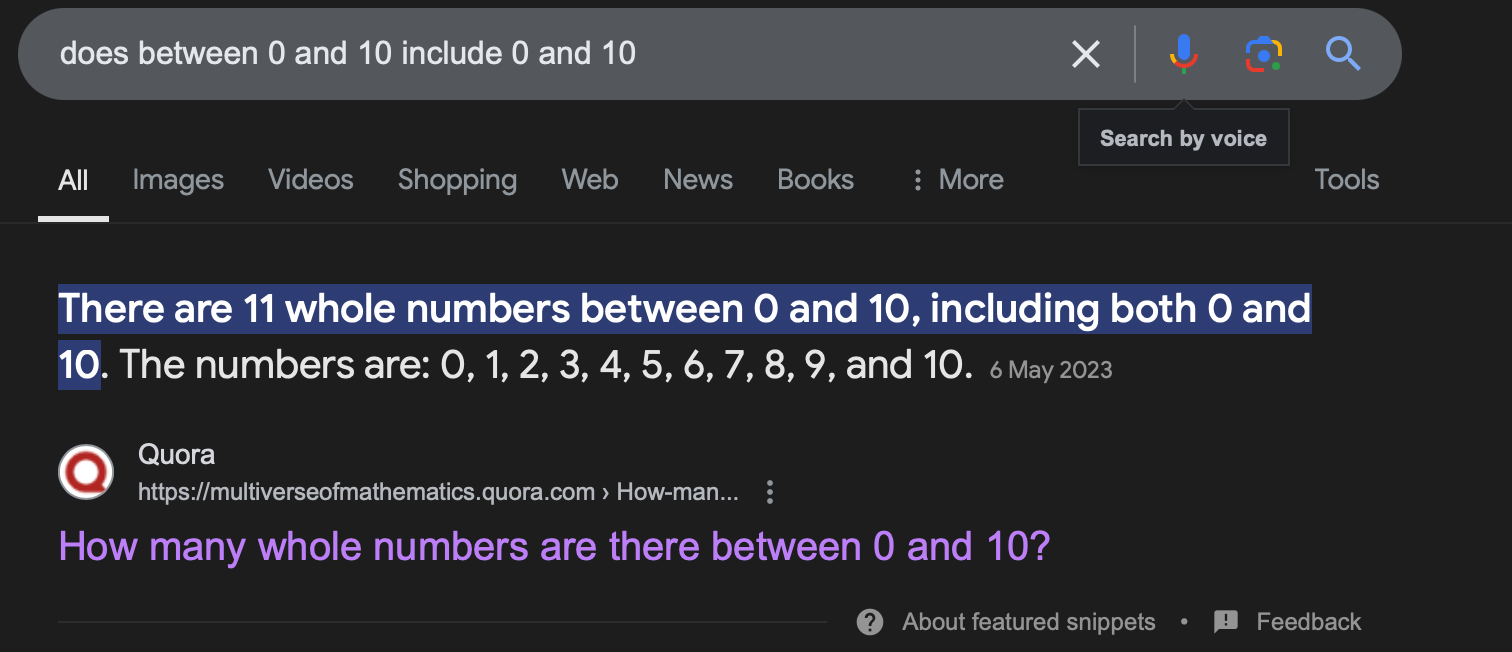 does between 0 and 10 include 0 and 10
Search by voice
All Images Videos Shopping Web News Books More Tools
There are 11 whole numbers between 0 and 10, including both 0 and
10. The numbers are: 0, 1, 2, 3, 4, 5, 6, 7, 8, 9, and 10. 6 May 2023
Quora
https://multiverseofmathematics.quora.com › How-man...
How many whole numbers are there between 0 and 10?
About featured snippets • Feedback